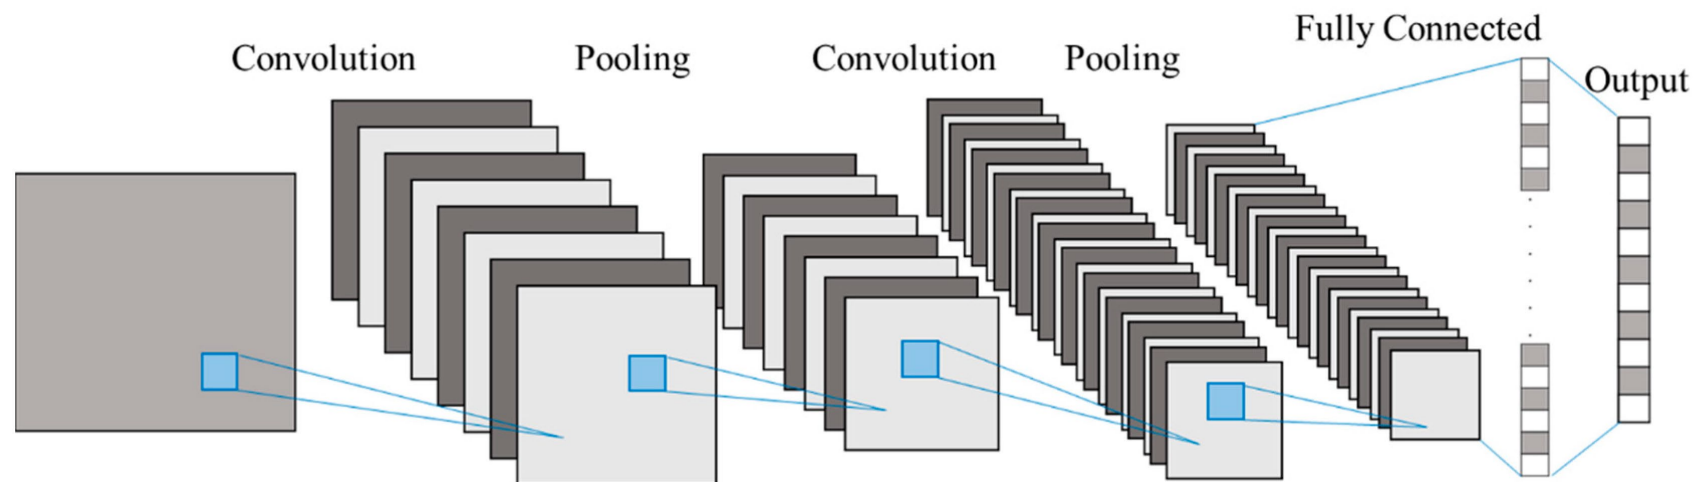 Convolution
Pooling
Convolution
Pooling
Fully Connected
Output